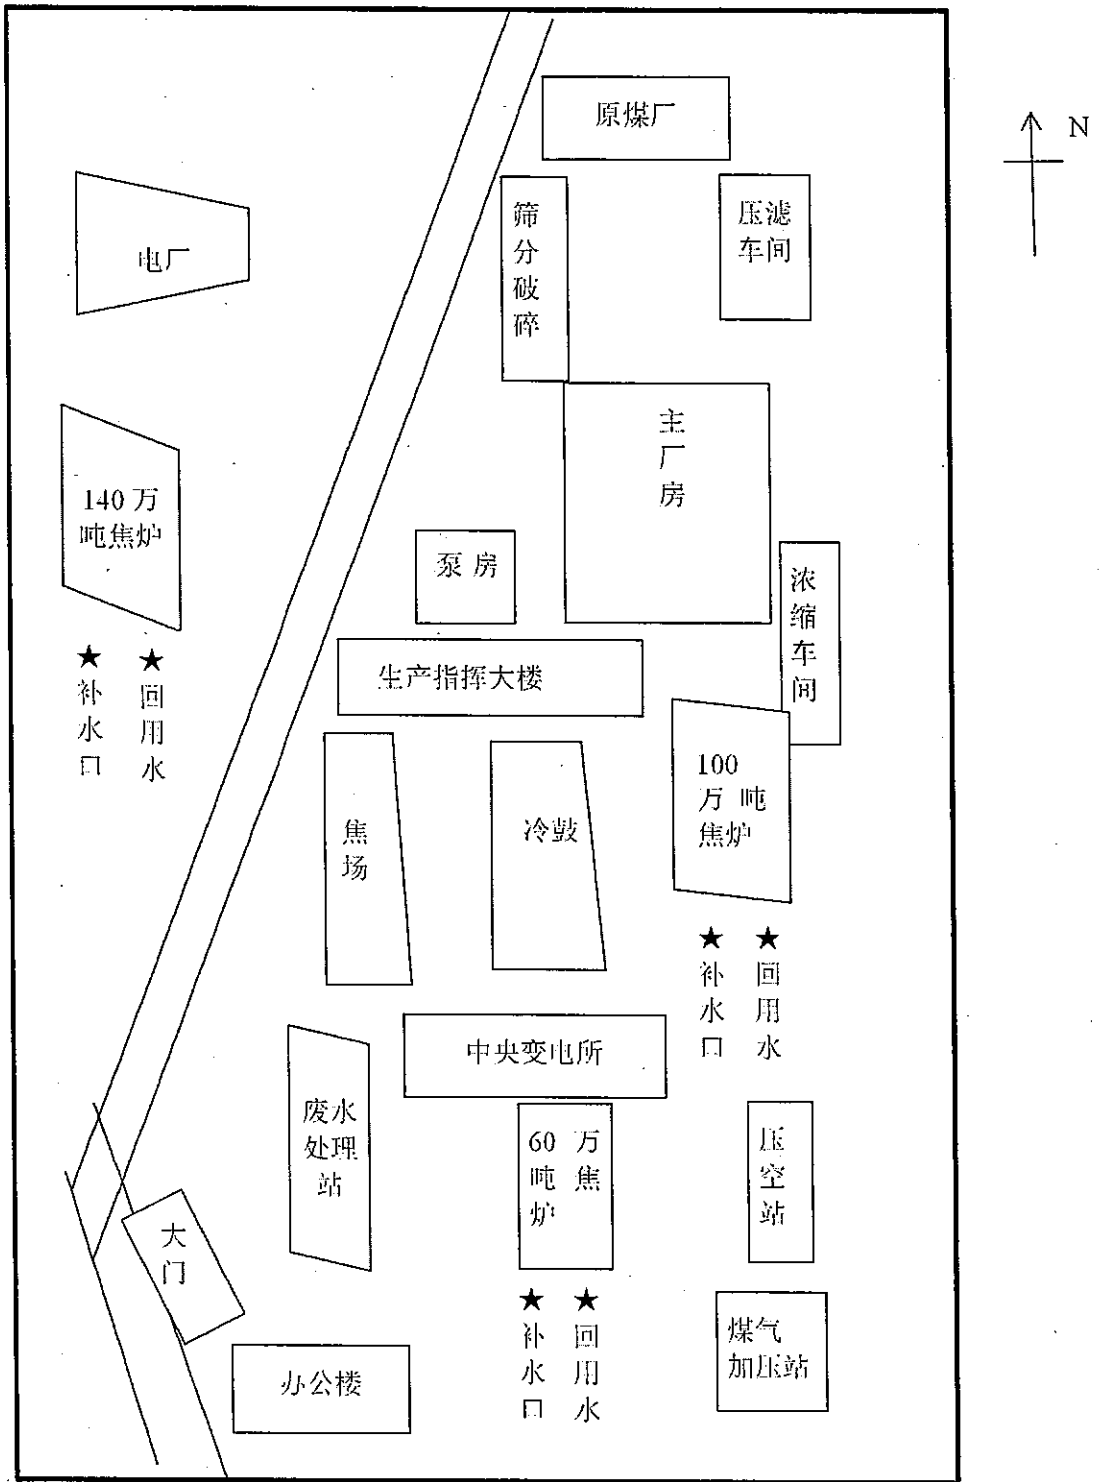 原煤厂
N
筛
分
破
碎
压滤
车间
电厂
主
厂
房
140 万
吨焦炉
泵 房
浓
缩
车
间
生产指挥大楼
★ ★
补
水
口
回
用
水
100
万 吨
焦炉
焦
场
冷鼓
★ ★
补
水
口
回
用
水
中央变电所
废水
处理
站
60 万
吨 焦
炉
压
空
站
大
门
★ ★
补
水
口
回
用
水
煤气
加压站
办公楼